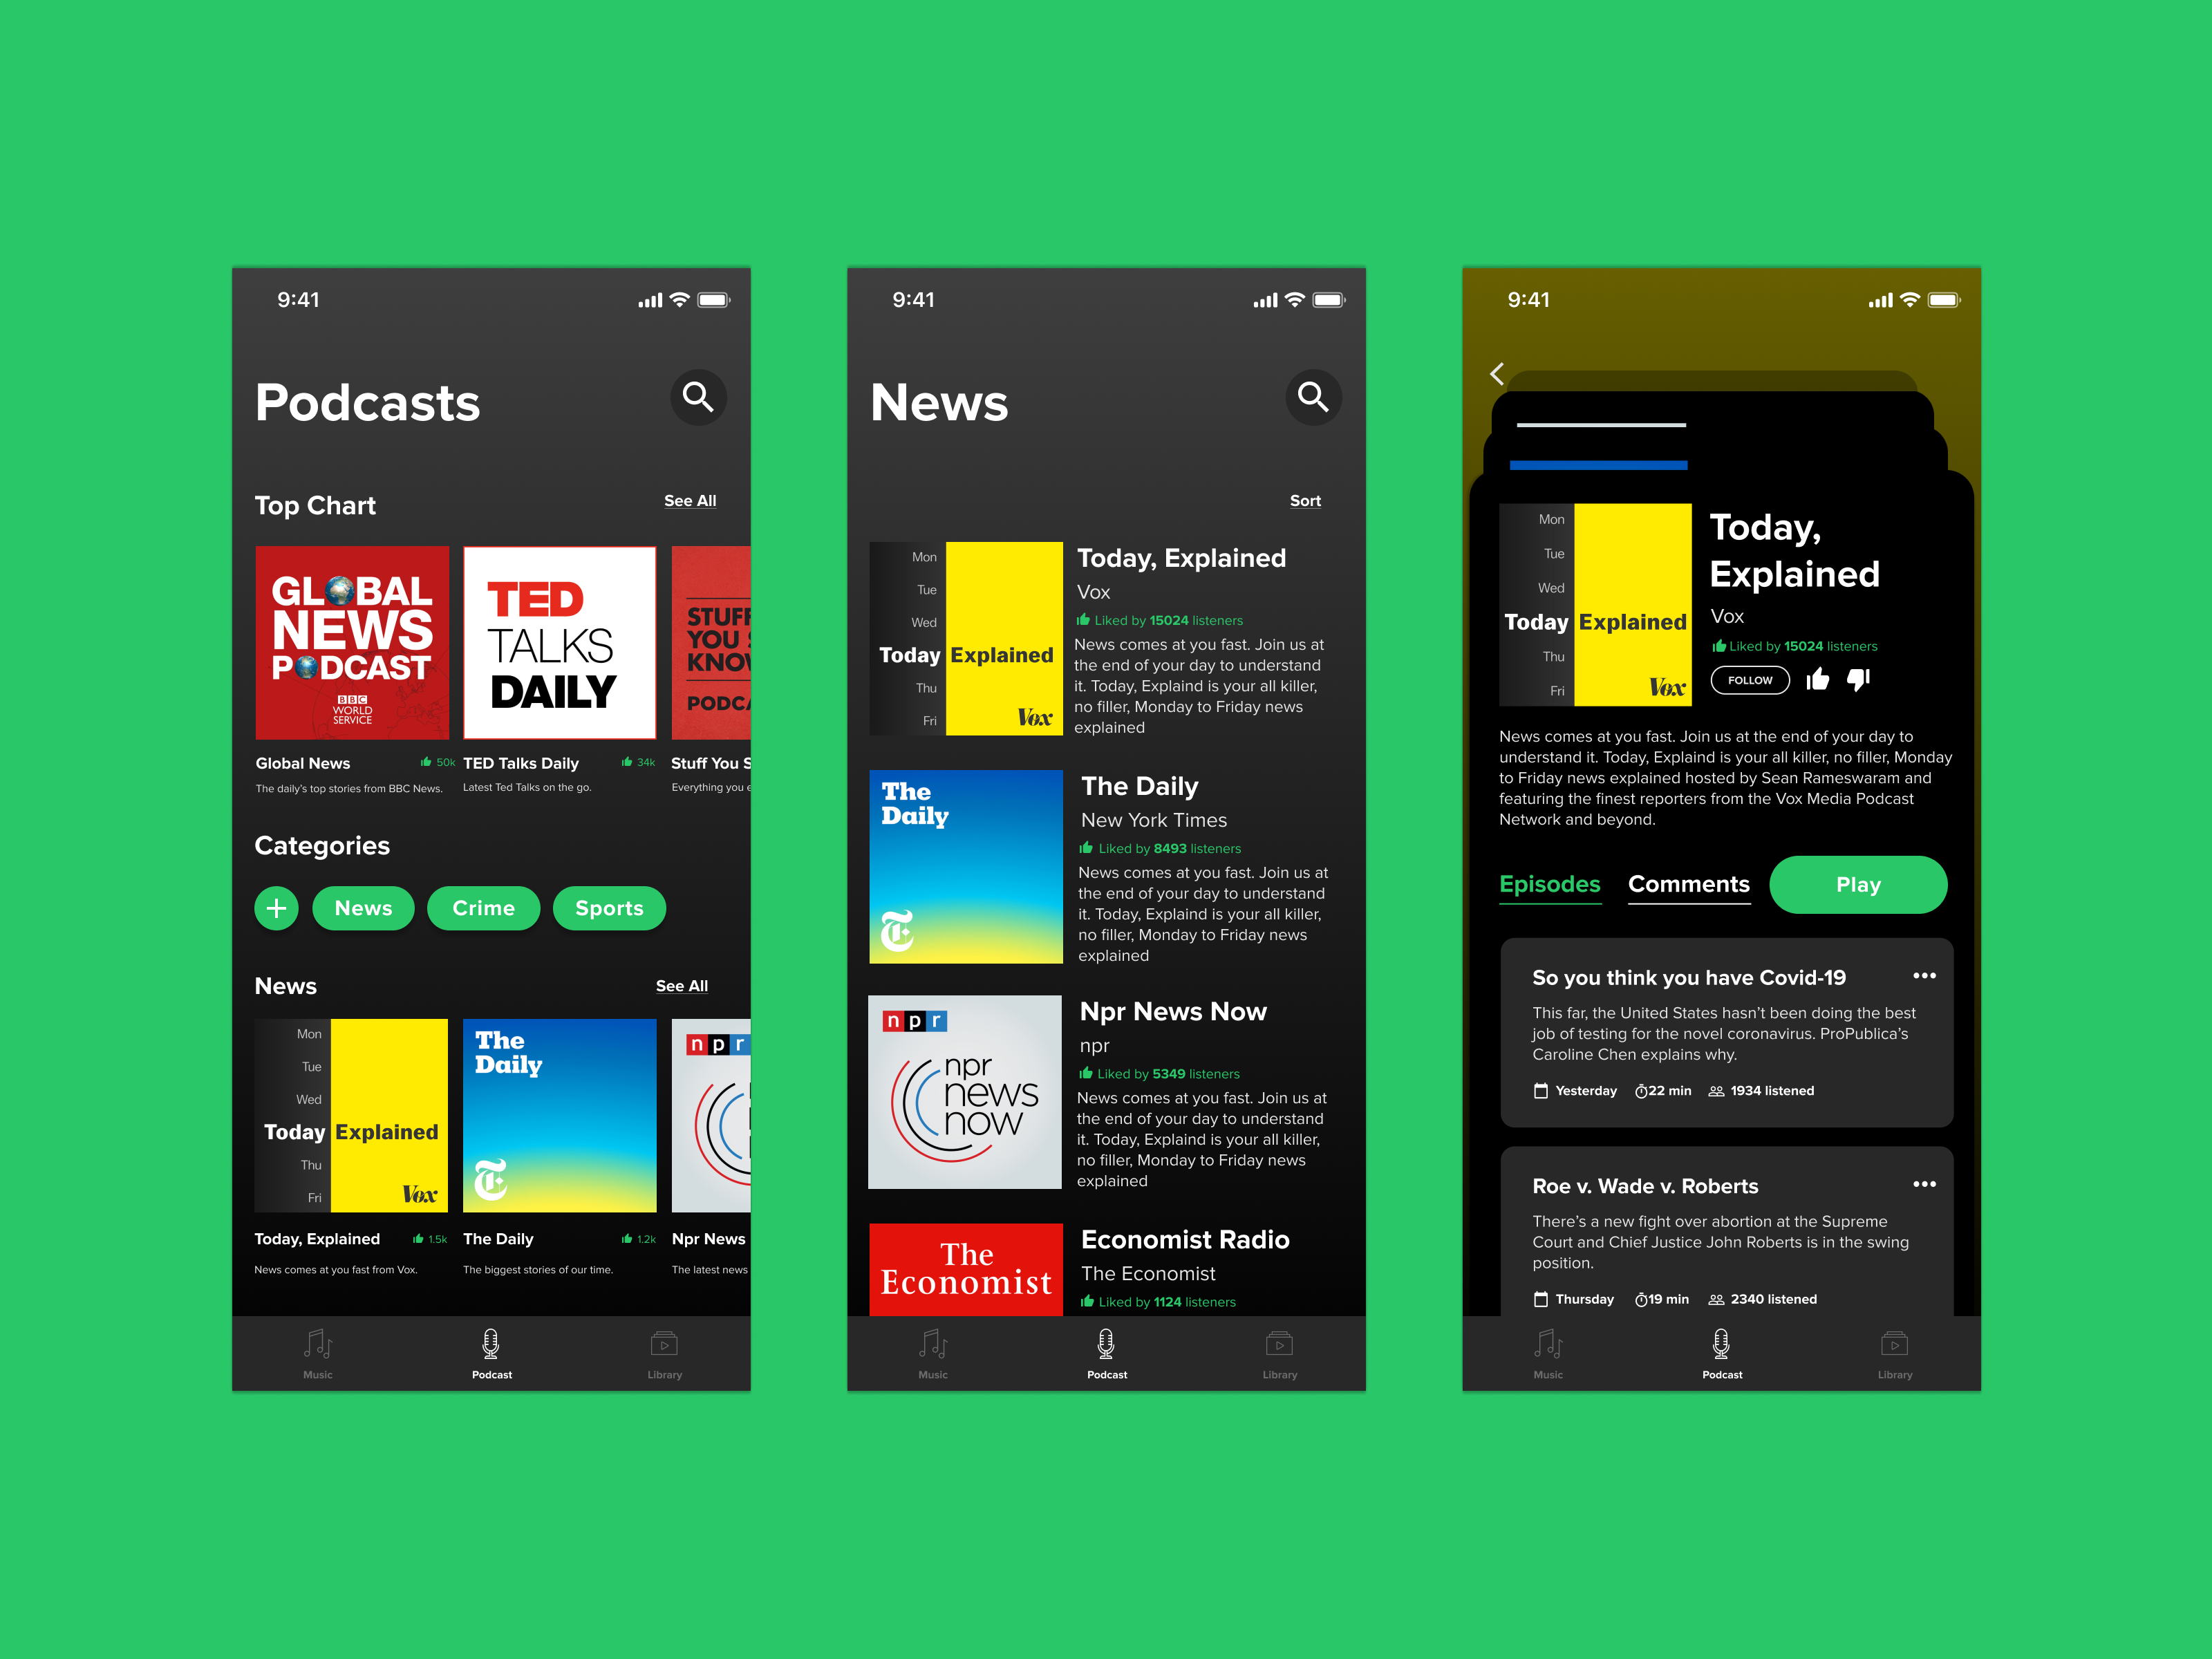 9:41
Podcasts
Top Chart
See All
GLOBAL
NEWS
PODCAST
BBC
WORLD
SERVICE
TED
TALKS
DAILY
STUFF
YOU S
KNOW
PODCA
Global News
50k
TED Talks Daily
34k
Stuff You S
The daily's top stories from BBC News.
Latest Ted Talks on the go.
Everything you e
Categories
+
News
Crime
Sports
News
See All
Mon
Tue
Wed
Today Explained
Thu
Fri
Vox
The
Daily
T
npr
Today, Explained
1.5k
The Daily
1.2k
Npr News
News comes at you fast from Vox.
The biggest stories of our time.
The latest news
Music
Podcast
Library
9:41
News
Sort
Mon
Tue
Wed
Today Explained
Thu
Fri
Vox
Today, Explained
Vox
Liked by 15024 listeners
News comes at you fast. Join us at
the end of your day to understand
it. Today, Explaind is your all killer,
no filler, Monday to Friday news
explained
The
Daily
T
The Daily
New York Times
Liked by 8493 listeners
News comes at you fast. Join us at
the end of your day to understand
it. Today, Explaind is your all killer,
no filler, Monday to Friday news
explained
npr
npr
news
now
Npr News Now
npr
Liked by 5349 listeners
News comes at you fast. Join us at
the end of your day to understand
it. Today, Explaind is your all killer,
no filler, Monday to Friday news
explained
The
Economist
Economist Radio
The Economist
Liked by 1124 listeners
Music
Podcast
Library
9:41
Mon
Tue
Wed
Today Explained
Thu
Fri
Vox
Today,
Explained
Vox
Liked by 15024 listeners
FOLLOW
News comes at you fast. Join us at the end of your day to
understand it. Today, Explaind is your all killer, no filler, Monday
to Friday news explained hosted by Sean Rameswaram and
featuring the finest reporters from the Vox Media Podcast
Network and beyond.
Episodes
Comments
Play
So you think you have Covid-19
This far, the United States hasn't been doing the best
job of testing for the novel coronavirus. ProPublica's
Caroline Chen explains why.
Yesterday
22 min
1934 listened
Roe v. Wade v. Roberts
There's a new fight over abortion at the Supreme
Court and Chief Justice John Roberts is in the swing
position.
Thursday
19 min
2340 listened
Music
Podcast
Library